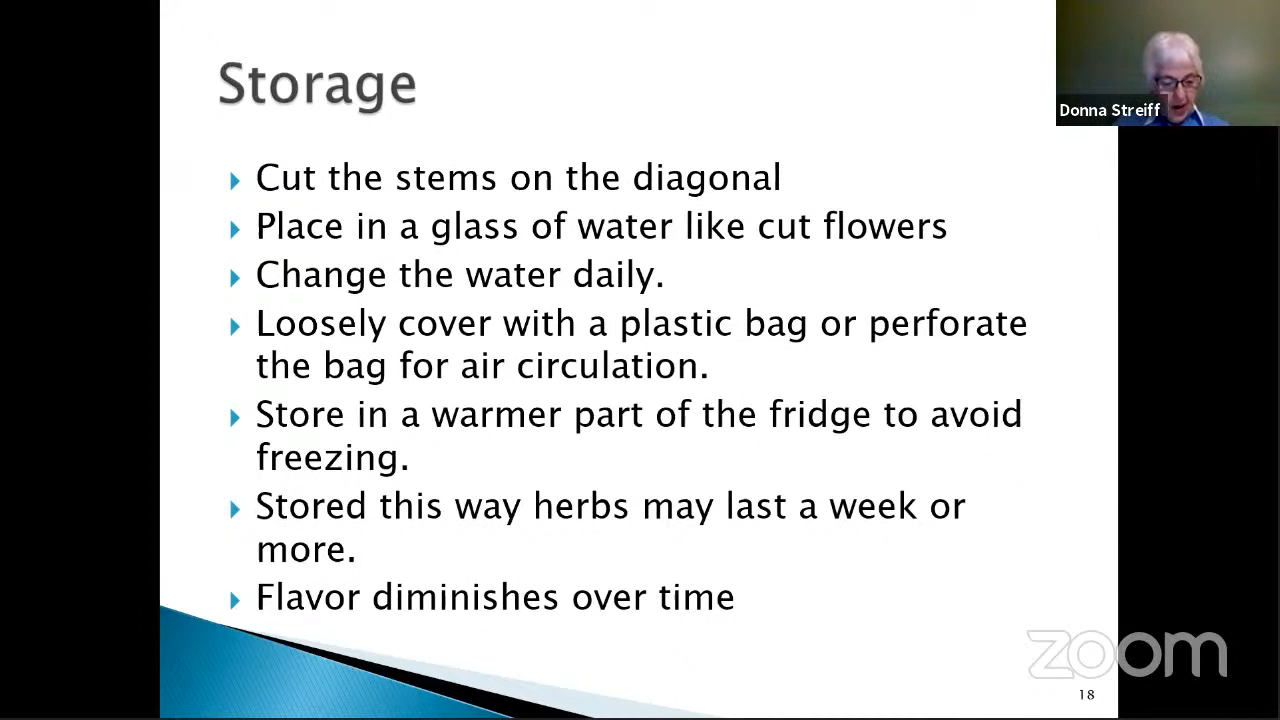 Storage
Donna Streiff
Cut the stems on the diagonal
Place in a glass of water like cut flowers
Change the water daily.
Loosely cover with a plastic bag or perforate
the bag for air circulation.
Store in a warmer part of the fridge to avoid
freezing.
Stored this way herbs may last a week or
more.
Flavor diminishes over time
zoom
18